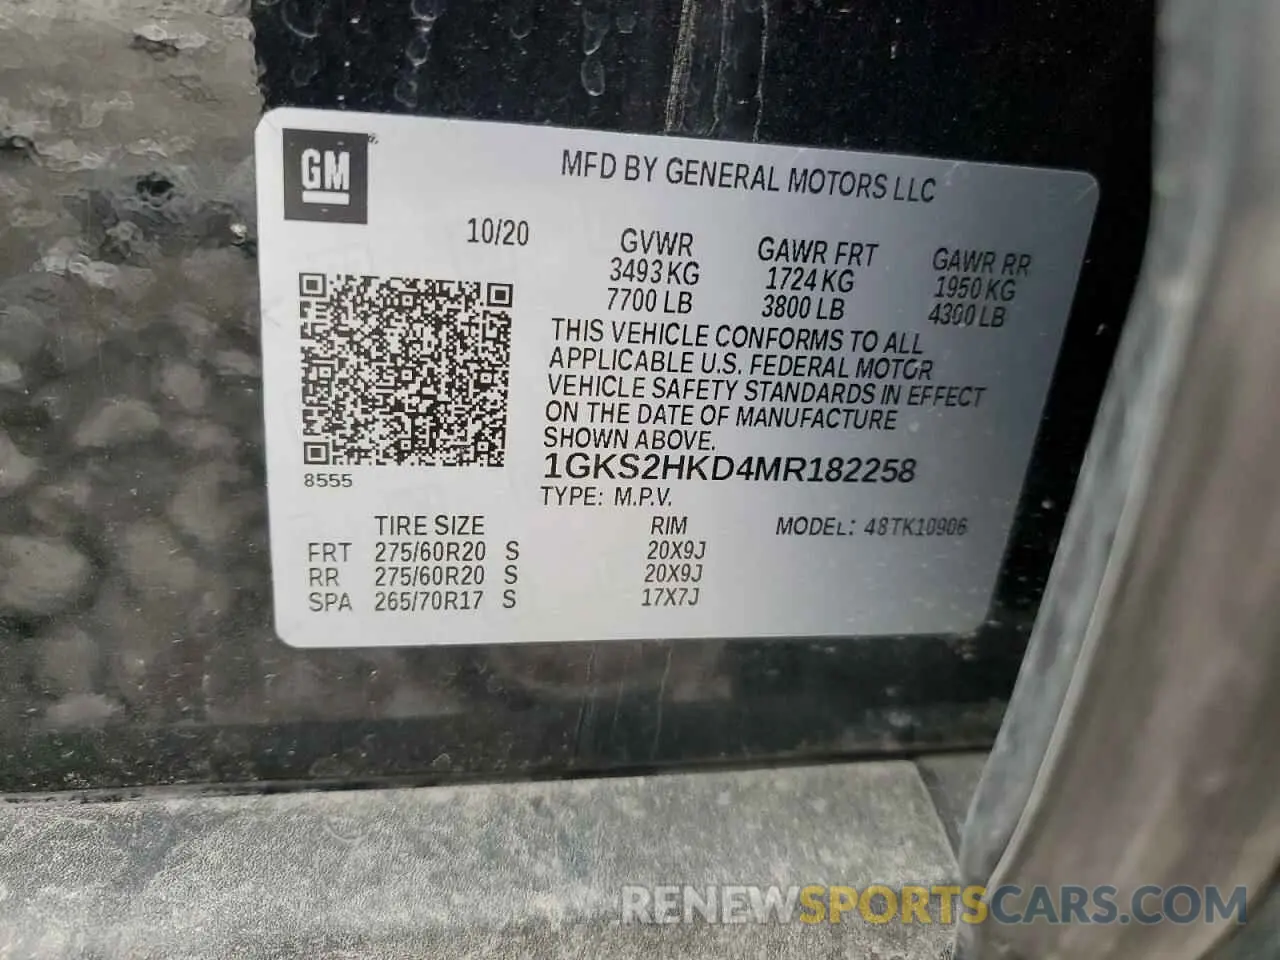 GM
MFD BY GENERAL MOTORS LLC
10/20
GVWR
3493 KG
7700 LB
GAWR FRT
1724 KG
3800 LB
GAWR RR
1950 KG
4300 LB
THIS VEHICLE CONFORMS TO ALL
APPLICABLE U.S. FEDERAL MOTOR
VEHICLE SAFETY STANDARDS IN EFFECT
ON THE DATE OF MANUFACTURE
SHOWN ABOVE.
1GKS2HKD4MR182258
8555
TYPE: M.P.V.
TIRE SIZE RIM MODEL: 48TK10906
FRT 275/60R20 S 20X9J
RR 275/60R20 S 20X9J
SPA 265/70R17 S 17X7J
RENEWSPORTSCARS.COM